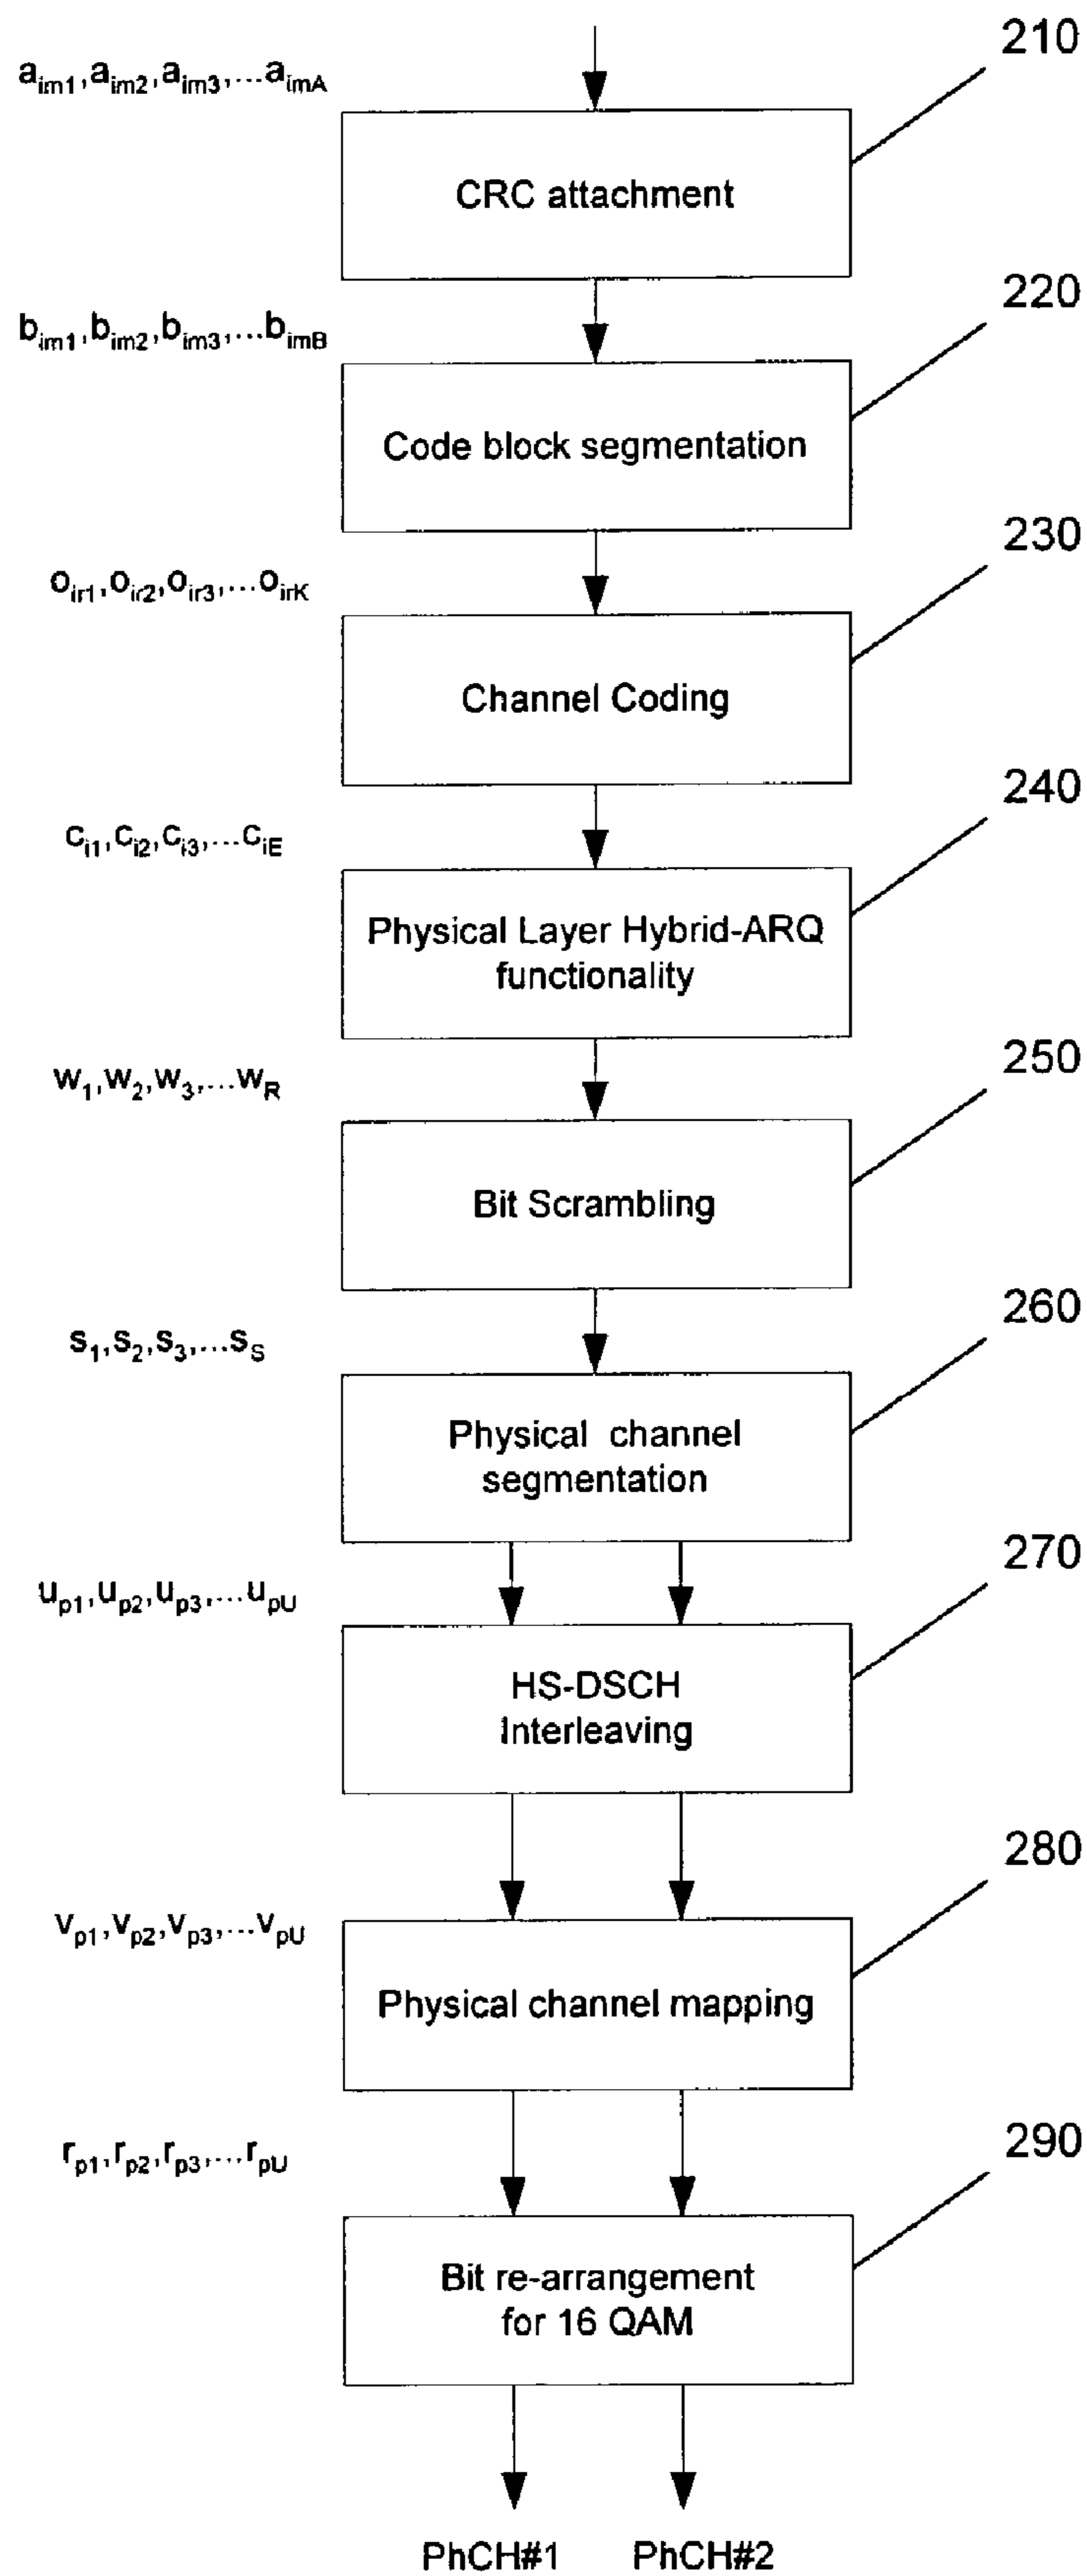 210
a_im1,a_im2,a_im3,...a_imA
CRC attachment
220
b_im1,b_im2,b_im3,...b_imB
Code block segmentation
230
o_ir1,o_ir2,o_ir3,...o_irK
Channel Coding
240
c_i1,c_i2,c_i3,...c_iE
Physical Layer Hybrid-ARQ
functionality
250
w_1,w_2,w_3,...w_R
Bit Scrambling
260
s_1,s_2,s_3,...s_S
Physical channel
segmentation
270
u_p1,u_p2,u_p3,...u_pU
HS-DSCH
Interleaving
280
v_p1,v_p2,v_p3,...v_pU
Physical channel mapping
290
r_p1,r_p2,r_p3,...r_pU
Bit re-arrangement
for 16 QAM
PhCH#1 PhCH#2